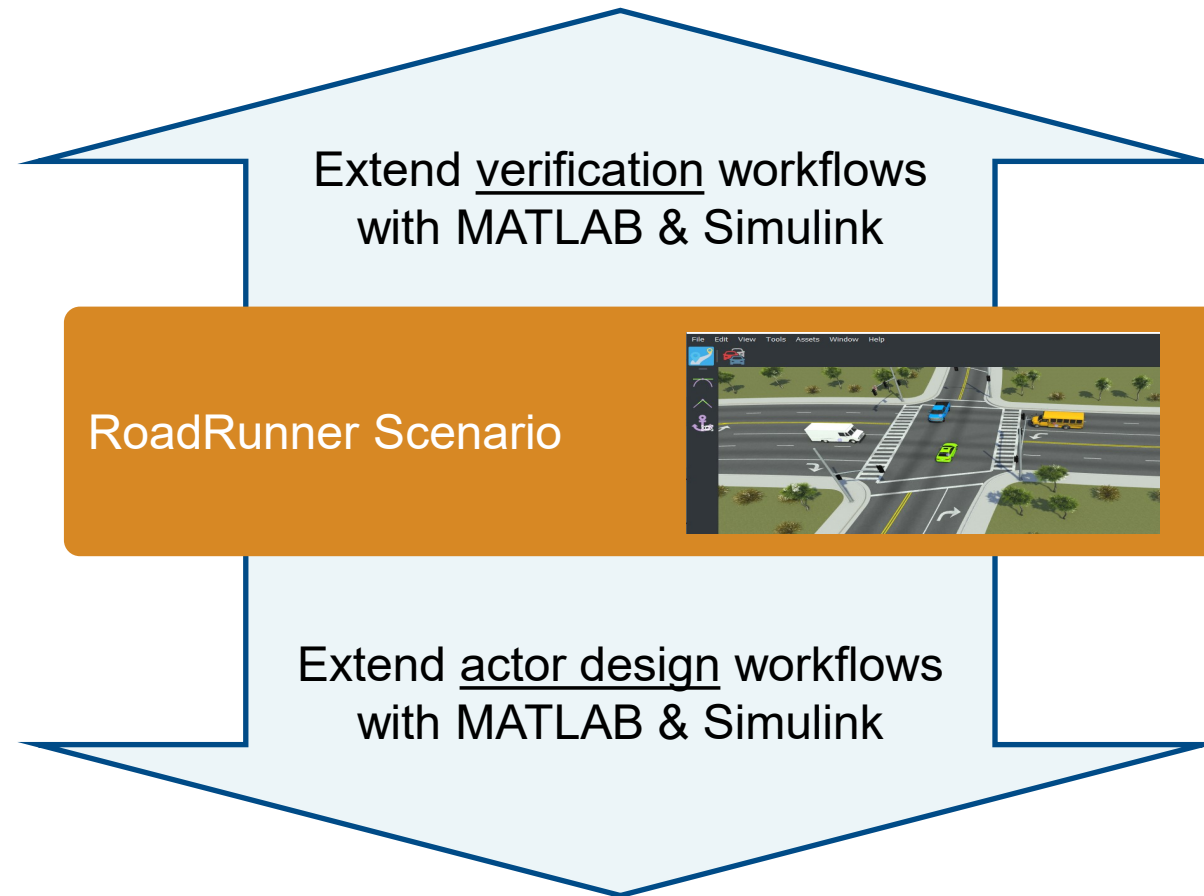 Extend verification workflows
with MATLAB & Simulink
File Edit View Tools Assets Window Help
RoadRunner Scenario
Extend actor design workflows
with MATLAB & Simulink